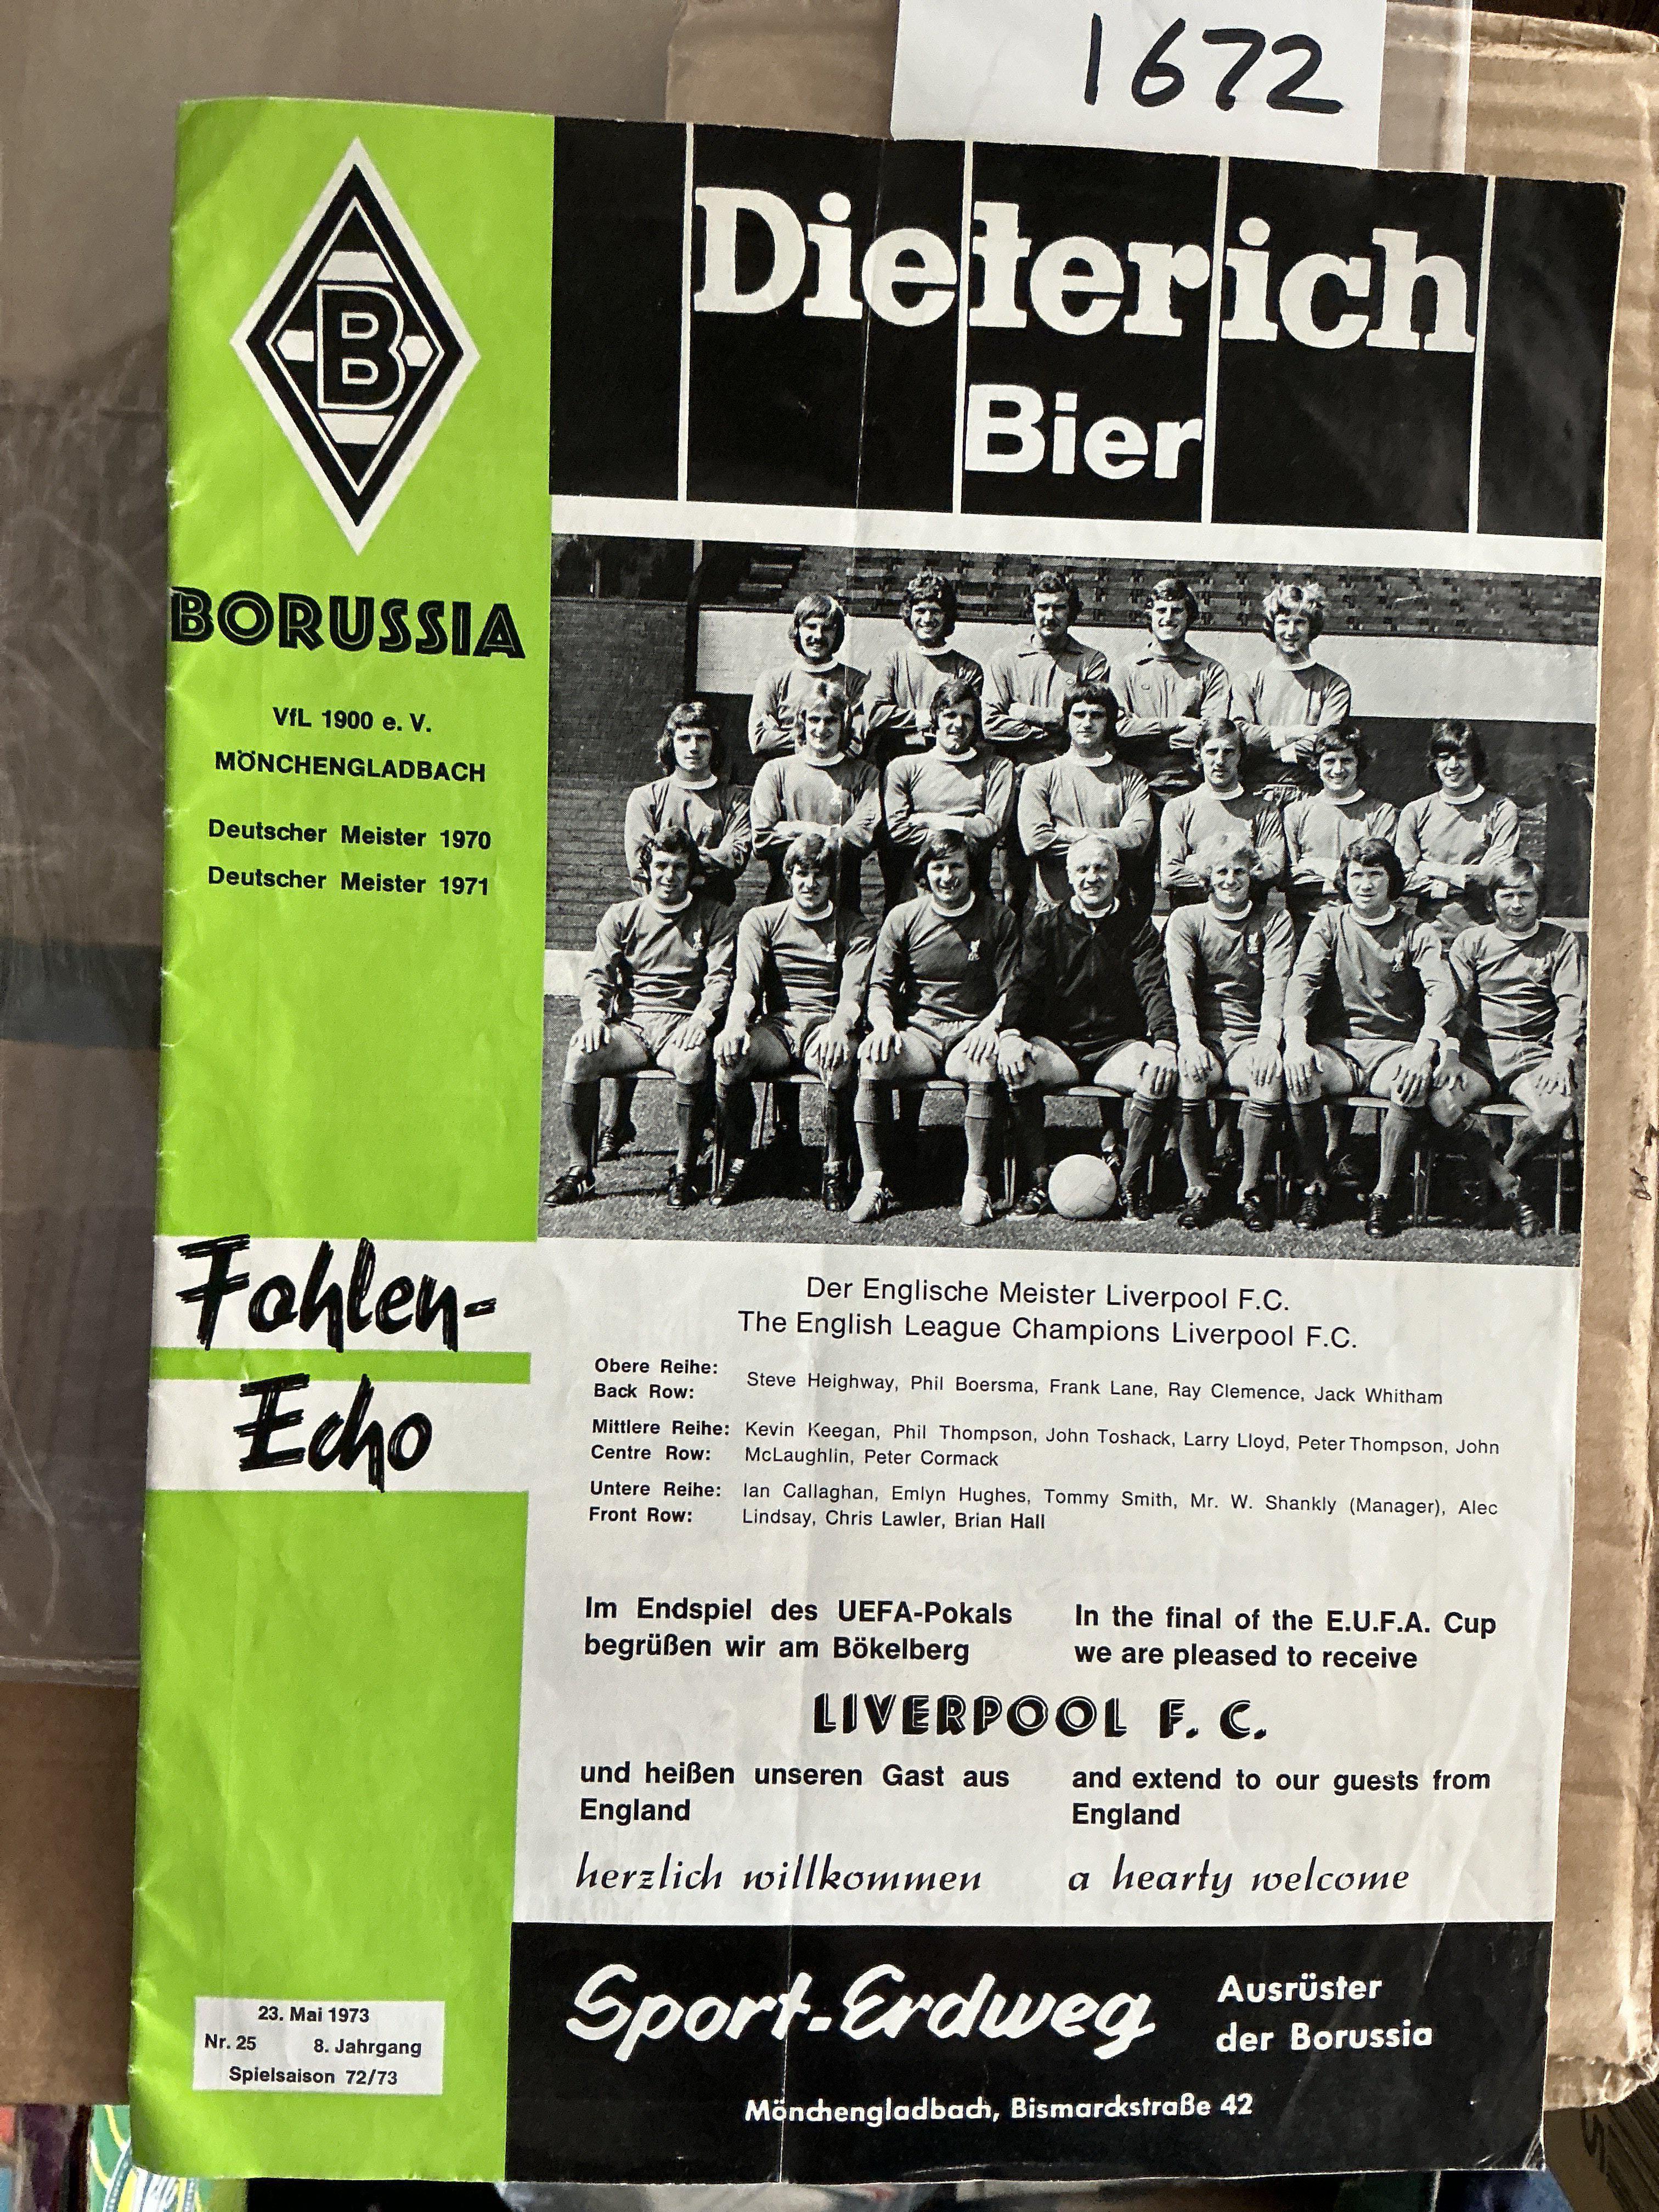 1672
B
Dieterich
Bier
BORUSSIA
VfL 1900 e. V.
MÖNCHENGLADBACH
Deutscher Meister 1970
Deutscher Meister 1971
Fohlen-
Echo
Der Englische Meister Liverpool F.C.
The English League Champions Liverpool F.C.
Obere Reihe:
Back Row:
Steve Heighway, Phil Boersma, Frank Lane, Ray Clemence, Jack Whitham
Mittlere Reihe: Kevin Keegan, Phil Thompson, John Toshack, Larry Lloyd, Peter Thompson, John
Centre Row: McLaughlin, Peter Cormack
Untere Reihe: Ian Callaghan, Emlyn Hughes, Tommy Smith, Mr. W. Shankly (Manager), Alec
Front Row: Lindsay, Chris Lawler, Brian Hall
Im Endspiel des UEFA-Pokals
begrüßen wir am Bökelberg
In the final of the E.U.F.A. Cup
we are pleased to receive
LIVERPOOL F. C.
und heißen unseren Gast aus
England
and extend to our guests from
England
herzlich willkommen
a hearty welcome
23. Mai 1973
Nr. 25 8. Jahrgang
Spielsaison 72/73
Sport-Erdweg
Ausrüster
der Borussia
Mönchengladbach, Bismarckstraße 42